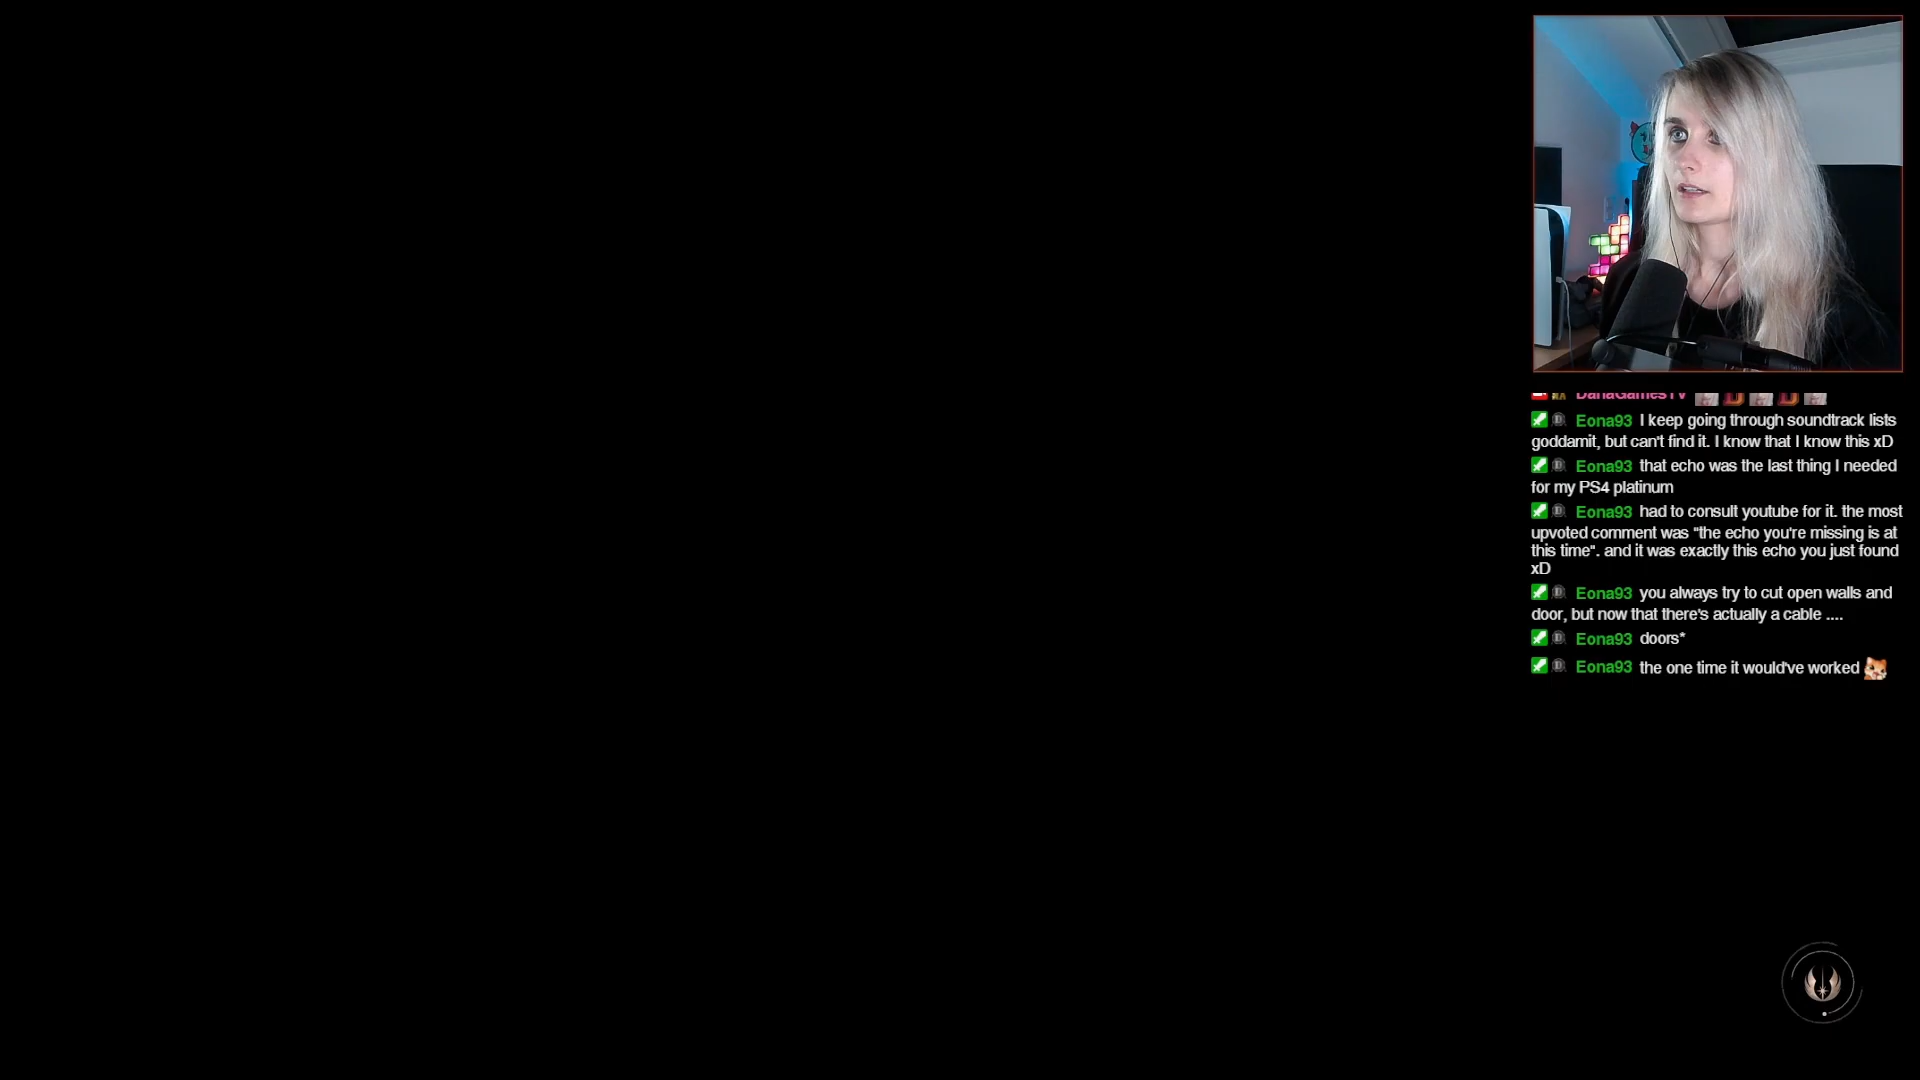 DanaGamesTV
Eona93 I keep going through soundtrack lists
goddamit, but can't find it. I know that I know this xD
Eona93 that echo was the last thing I needed
for my PS4 platinum
Eona93 had to consult youtube for it. the most
upvoted comment was "the echo you're missing is at
this time". and it was exactly this echo you just found
xD
Eona93 you always try to cut open walls and
door, but now that there's actually a cable ....
Eona93 doors*
Eona93 the one time it would've worked